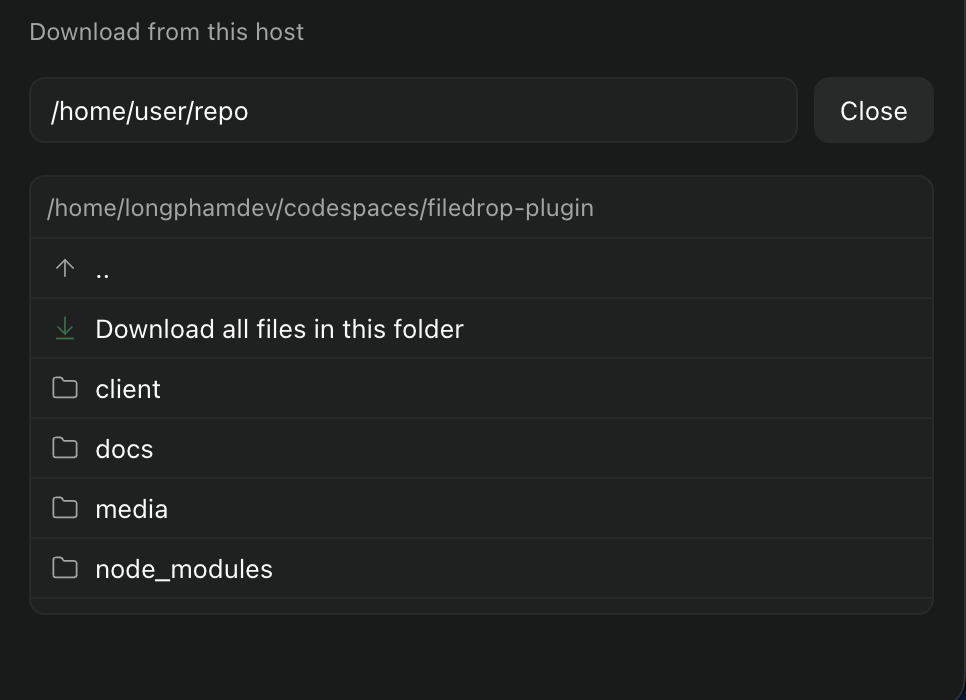 Download from this host
/home/user/repo
Close
/home/longphamdev/codespaces/filedrop-plugin
..
Download all files in this folder
client
docs
media
node_modules